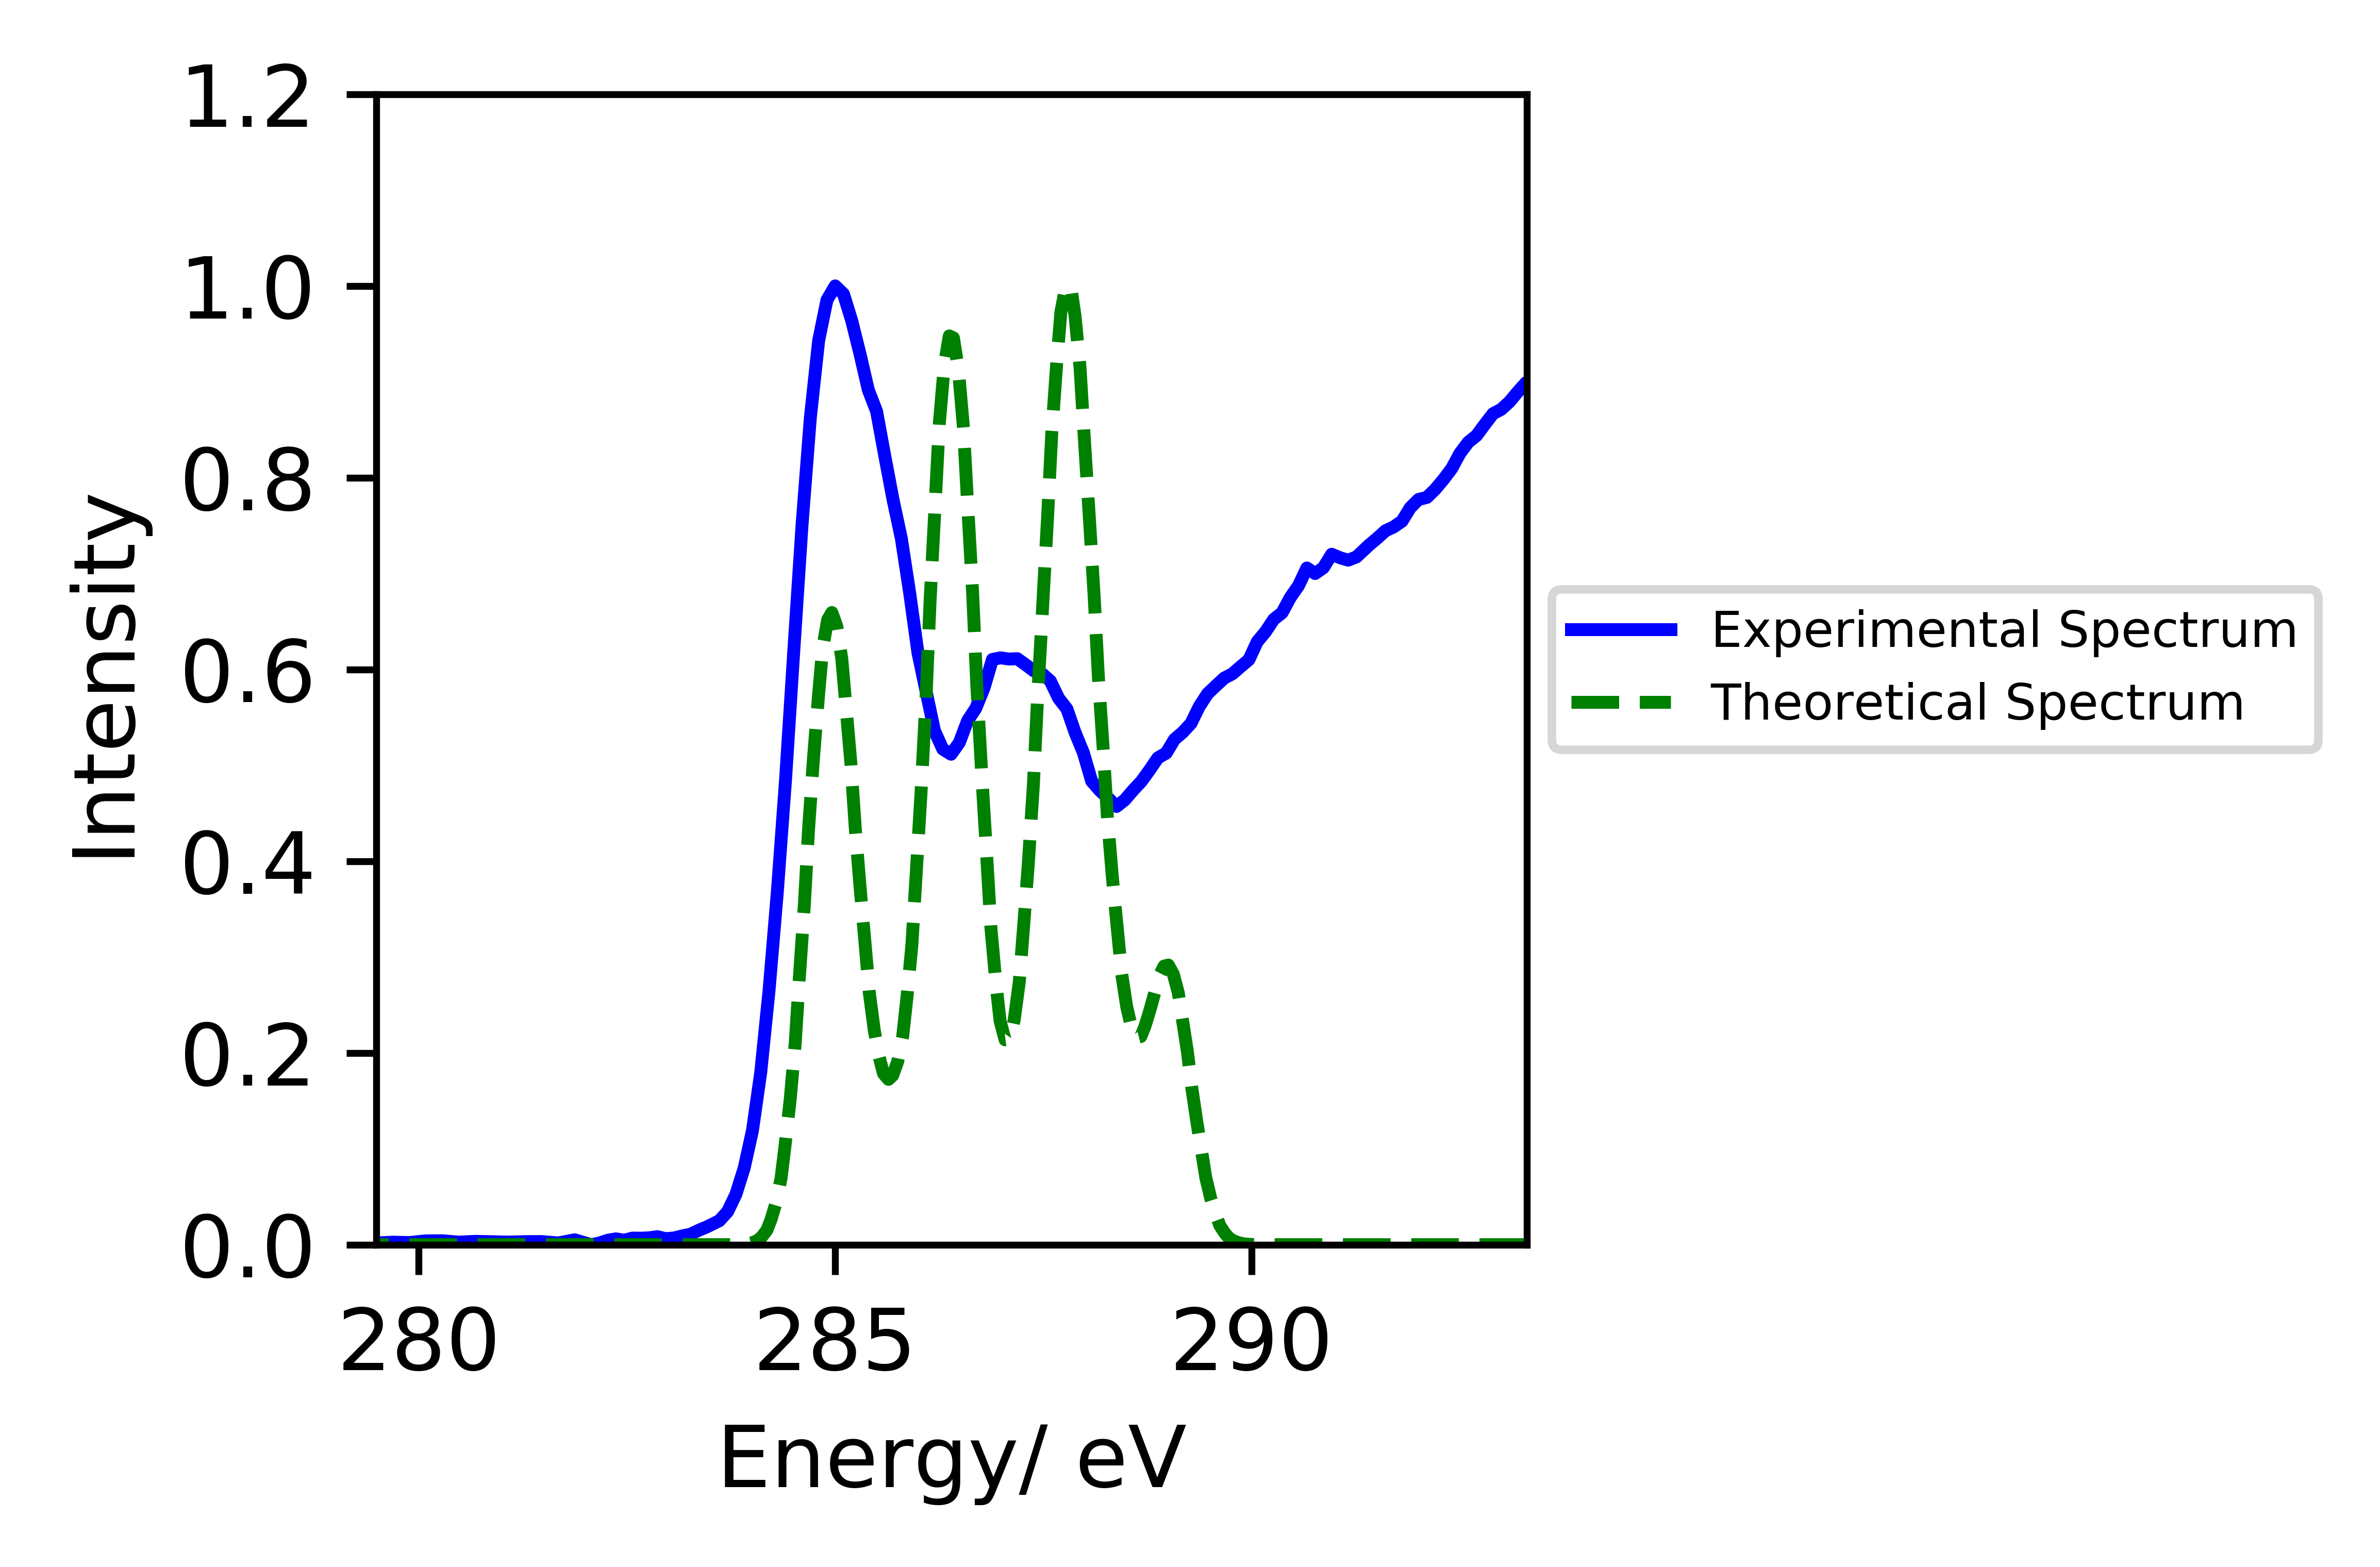 1.2
1.0
0.8
0.6
0.4
0.2
0.0
Intensity
280 285 290
Energy/ eV
Experimental Spectrum
Theoretical Spectrum